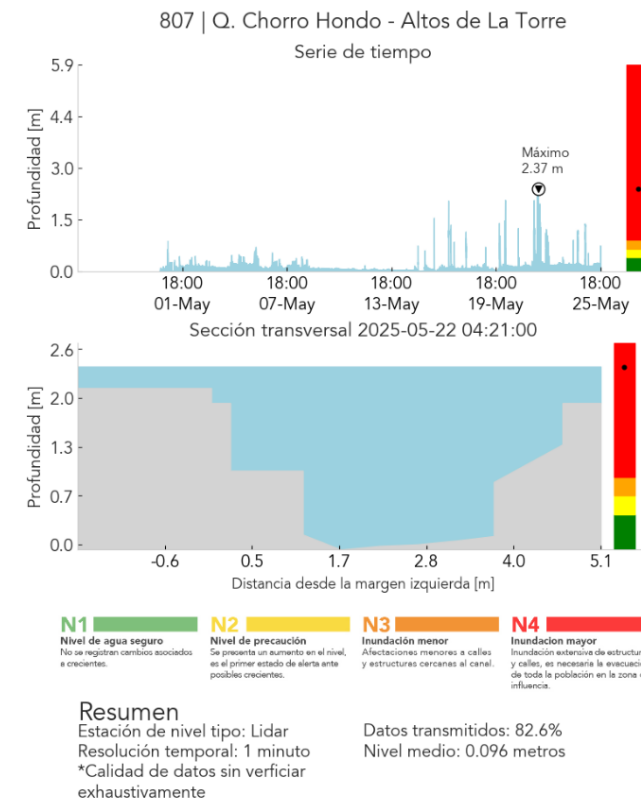 807 | Q. Chorro Hondo - Altos de La Torre
Serie de tiempo
Profundidad [m]
5.9
4.4
3.0
1.5
0.0
Máximo
2.37 m
18:00 18:00 18:00 18:00 18:00
01-May 07-May 13-May 19-May 25-May
Sección transversal 2025-05-22 04:21:00
Profundidad [m]
2.6
2.0
1.3
0.7
0.0
-0.6 0.5 1.7 2.8 4.0 5.1
Distancia desde la margen izquierda [m]
N1
Nivel de agua seguro
No se registran cambios asociados
a crecientes.
N2
Nivel de precaución
Se presenta un aumento en el nivel,
es el primer estado de alerta ante
posibles crecientes.
N3
Inundación menor
Afectaciones menores a calles
y estructuras cercanas al canal.
N4
Inundacion mayor
Inundación extensiva de estructur
y calles, es necesaria la evacuació
de toda la población en la zona d
influencia.
Resumen
Estación de nivel tipo: Lidar
Resolución temporal: 1 minuto
*Calidad de datos sin verficiar
exhaustivamente
Datos transmitidos: 82.6%
Nivel medio: 0.096 metros